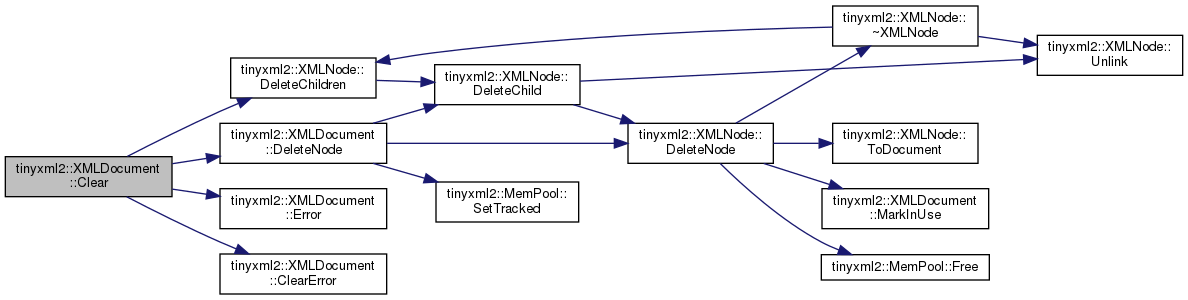 tinyxml2::XMLDocument
::Clear
tinyxml2::XMLNode::
DeleteChildren
tinyxml2::XMLDocument
::DeleteNode
tinyxml2::XMLDocument
::Error
tinyxml2::XMLDocument
::ClearError
tinyxml2::XMLNode::
DeleteChild
tinyxml2::MemPool::
SetTracked
tinyxml2::XMLNode::
DeleteNode
tinyxml2::XMLNode::
~XMLNode
tinyxml2::XMLNode::
ToDocument
tinyxml2::XMLDocument
::MarkInUse
tinyxml2::MemPool::Free
tinyxml2::XMLNode::
Unlink